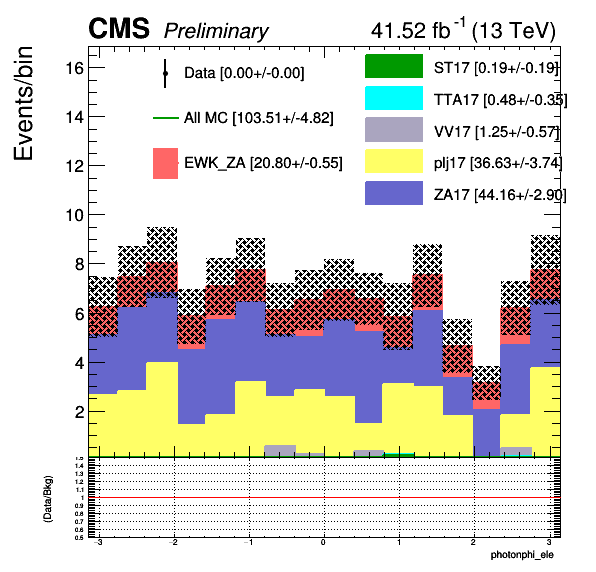 CMS Preliminary 41.52 fb-1 (13 TeV)
Events/bin
16
14
12
10
8
6
4
2
Data [0.00+/-0.00]
All MC [103.51+/-4.82]
EWK_ZA [20.80+/-0.55]
ST17 [0.19+/-0.19]
TTA17 [0.48+/-0.35]
VV17 [1.25+/-0.57]
plj17 [36.63+/-3.74]
ZA17 [44.16+/-2.90]
(Data/Bkg)
1.5
1.4
1.3
1.2
1.1
1
0.9
0.8
0.7
0.6
0.5
−3 −2 −1 0 1 2 3
photonphi_ele